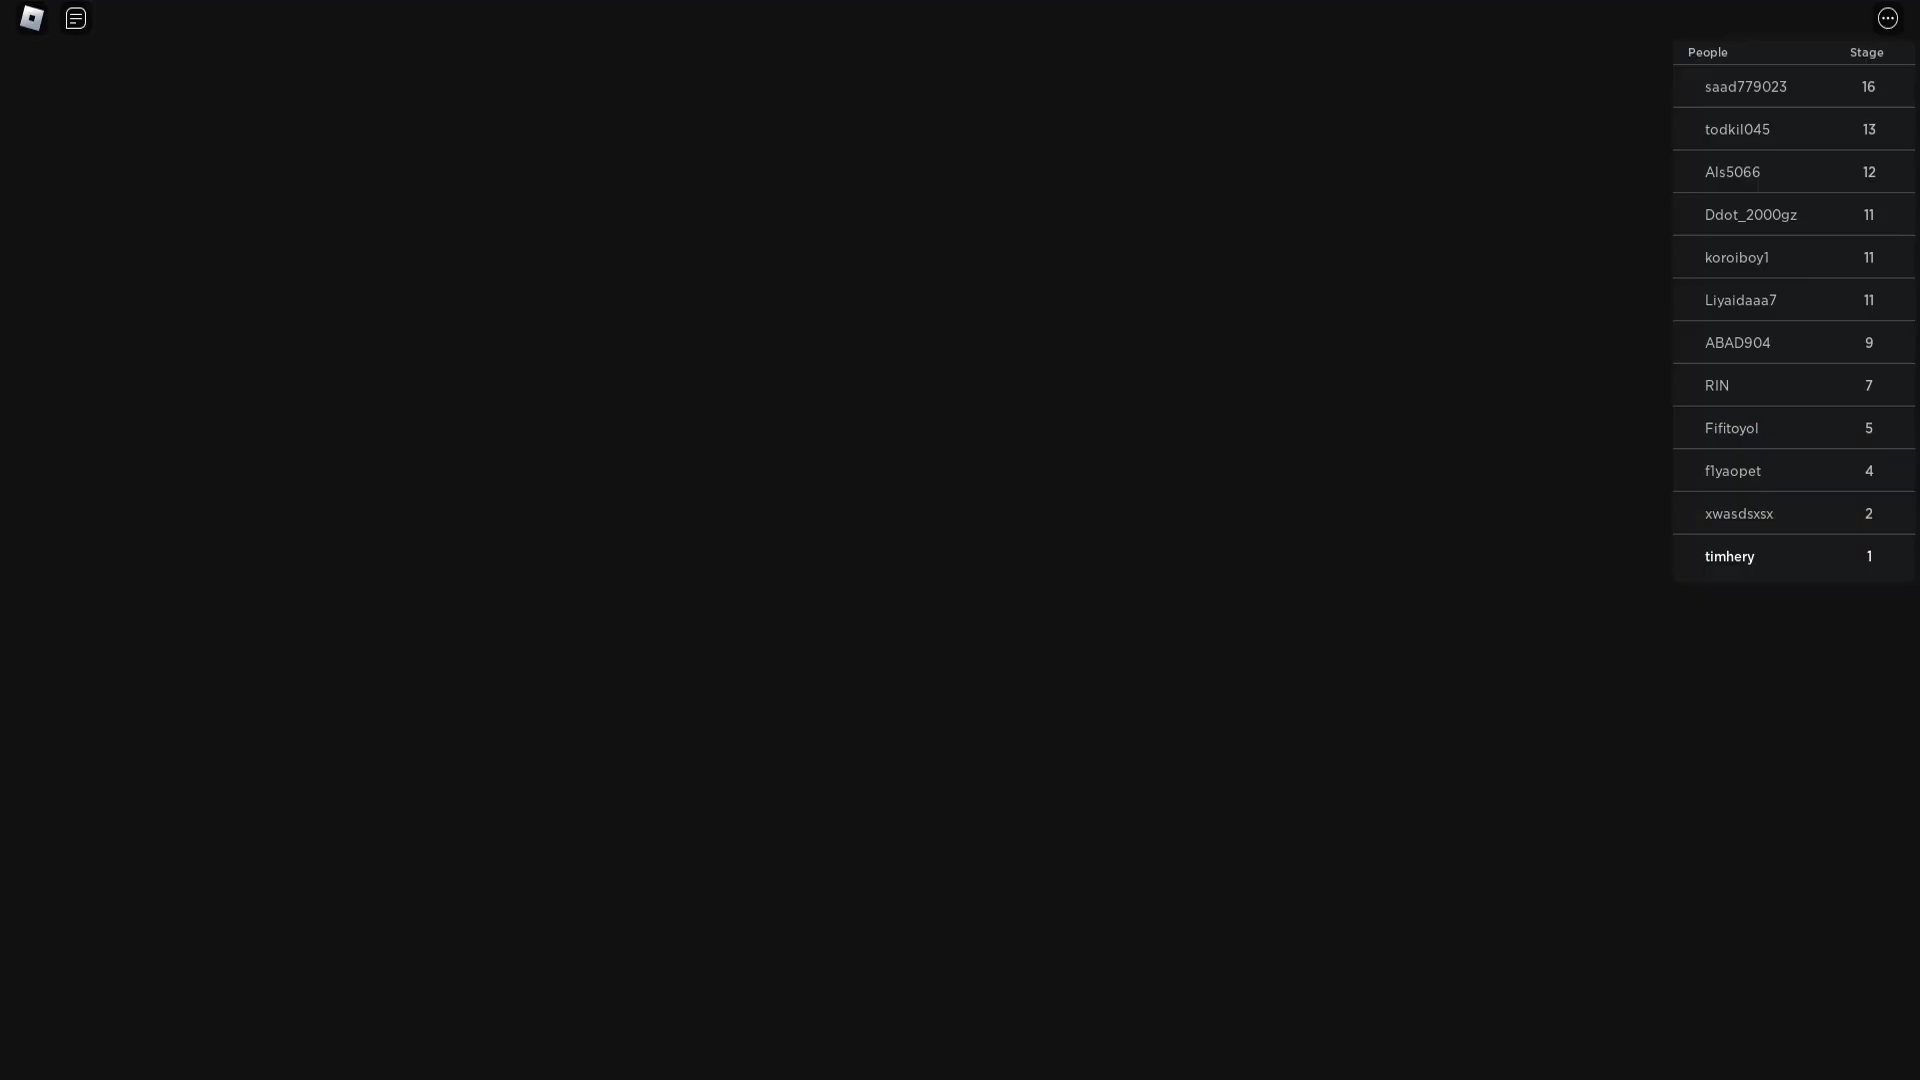 People Stage
saad779023 16
todkil045 13
Als5066 12
Ddot_2000gz 11
koroiboy1 11
Liyaidaaa7 11
ABAD904 9
RIN 7
Fifitoyol 5
f1yaopet 4
xwasdsxsx 2
timhery 1